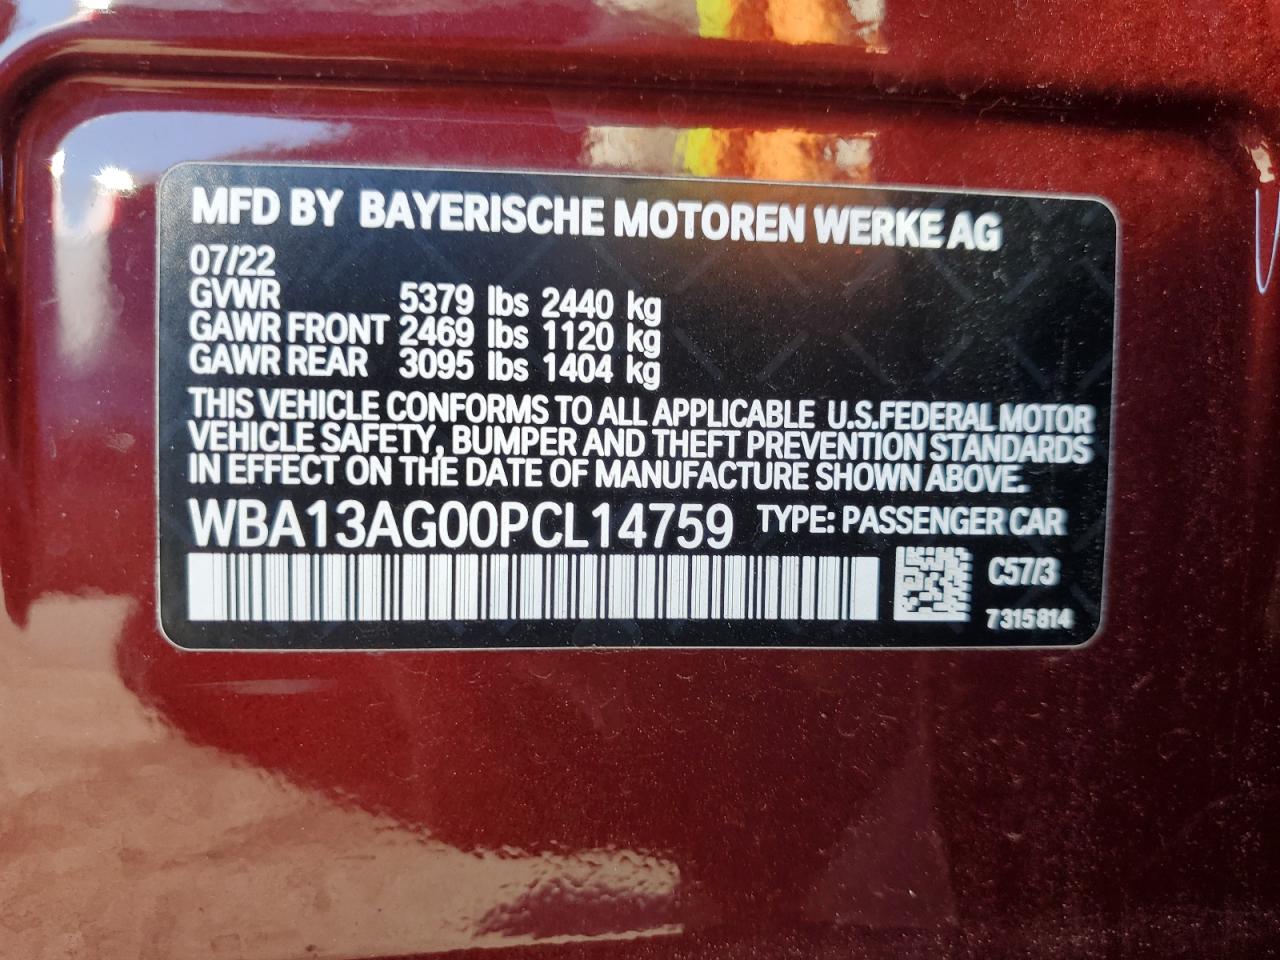 MFD BY BAYERISCHE MOTOREN WERKE AG
07/22
GVWR 5379 lbs 2440 kg
GAWR FRONT 2469 lbs 1120 kg
GAWR REAR 3095 lbs 1404 kg
THIS VEHICLE CONFORMS TO ALL APPLICABLE U.S.FEDERAL MOTOR
VEHICLE SAFETY, BUMPER AND THEFT PREVENTION STANDARDS
IN EFFECT ON THE DATE OF MANUFACTURE SHOWN ABOVE.
WBA13AG00PCL14759 TYPE: PASSENGER CAR
C57/3
7315814